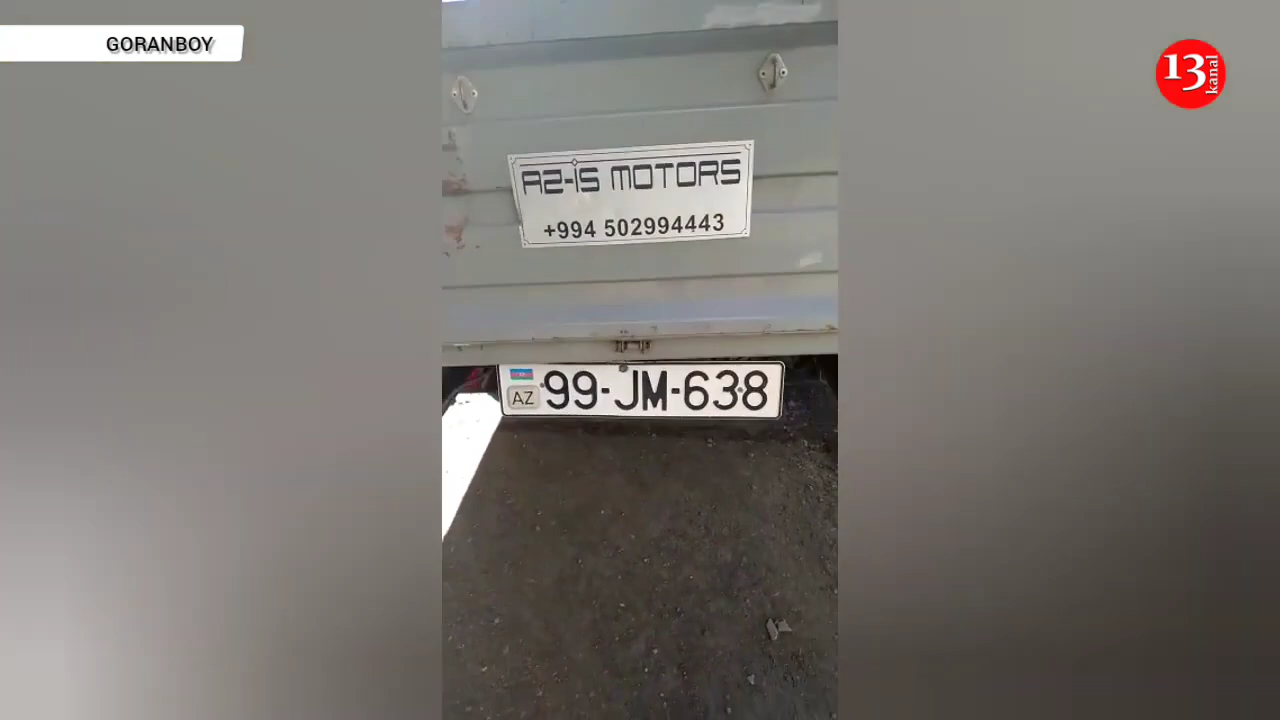 GORANBOY
13
kanal
AZ-iS MOTORS
+994 502994443
AZ 99-JM-638